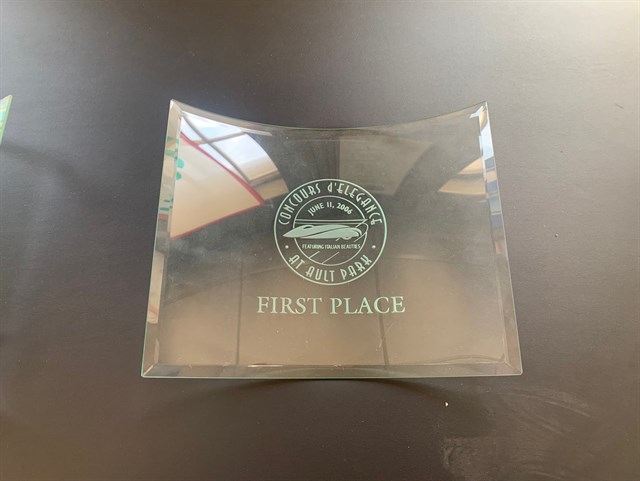 CONCOURS d'ELEGANCE
JUNE 11, 2006
FEATURING ITALIAN BEAUTIES
• AT AULT PARK •
FIRST PLACE